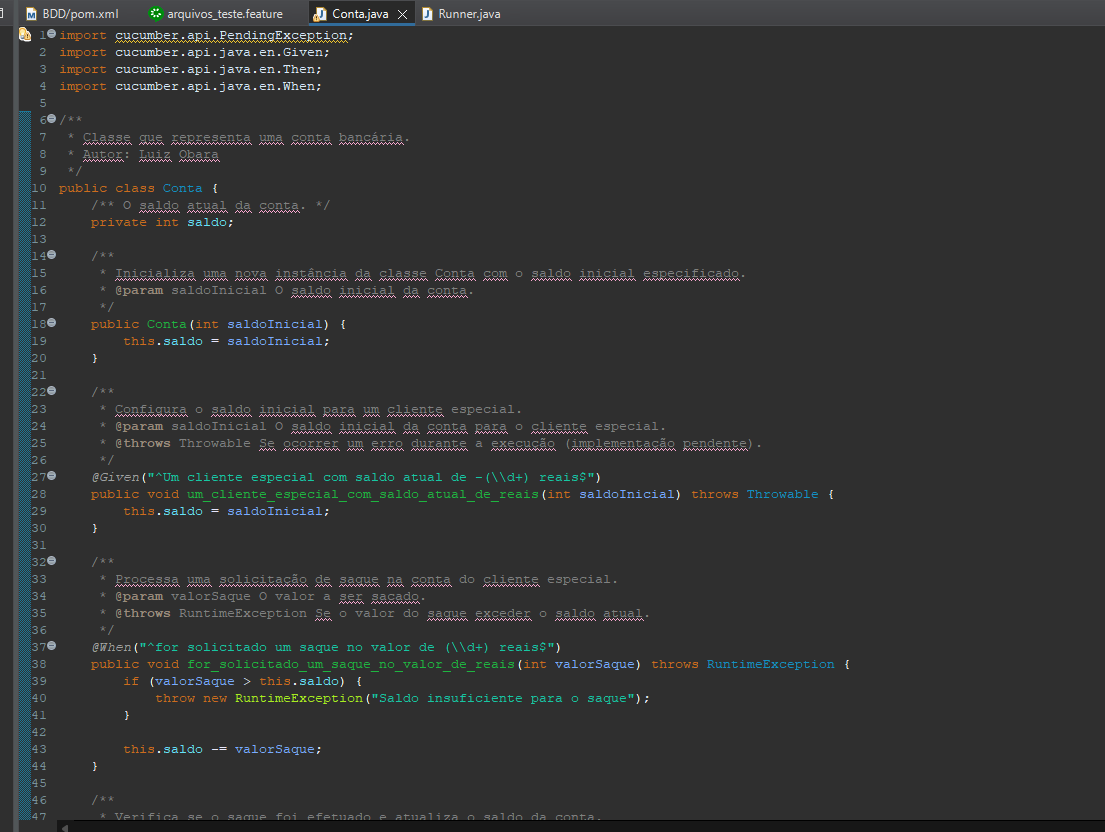 BDD/pom.xml arquivos_teste.feature Conta.java Runner.java
1 import cucumber.api.PendingException;
2 import cucumber.api.java.en.Given;
3 import cucumber.api.java.en.Then;
4 import cucumber.api.java.en.When;
5
6 /**
7  * Classe que representa uma conta bancária.
8  * Autor: Luiz Obara
9  */
10 public class Conta {
11     /** O saldo atual da conta. */
12     private int saldo;
13
14     /**
15      * Inicializa uma nova instância da classe Conta com o saldo inicial especificado.
16      * @param saldoInicial O saldo inicial da conta.
17      */
18     public Conta(int saldoInicial) {
19         this.saldo = saldoInicial;
20     }
21
22     /**
23      * Configura o saldo inicial para um cliente especial.
24      * @param saldoInicial O saldo inicial da conta para o cliente especial.
25      * @throws Throwable Se ocorrer um erro durante a execução (implementação pendente).
26      */
27     @Given("^Um cliente especial com saldo atual de -(\\d+) reais$")
28     public void um_cliente_especial_com_saldo_atual_de_reais(int saldoInicial) throws Throwable {
29         this.saldo = saldoInicial;
30     }
31
32     /**
33      * Processa uma solicitação de saque na conta do cliente especial.
34      * @param valorSaque O valor a ser sacado.
35      * @throws RuntimeException Se o valor do saque exceder o saldo atual.
36      */
37     @When("^for solicitado um saque no valor de (\\d+) reais$")
38     public void for_solicitado_um_saque_no_valor_de_reais(int valorSaque) throws RuntimeException {
39         if (valorSaque > this.saldo) {
40             throw new RuntimeException("Saldo insuficiente para o saque");
41         }
42
43         this.saldo -= valorSaque;
44     }
45
46     /**
47      * Verifica se o saque foi efetuado e atualiza o saldo da conta.